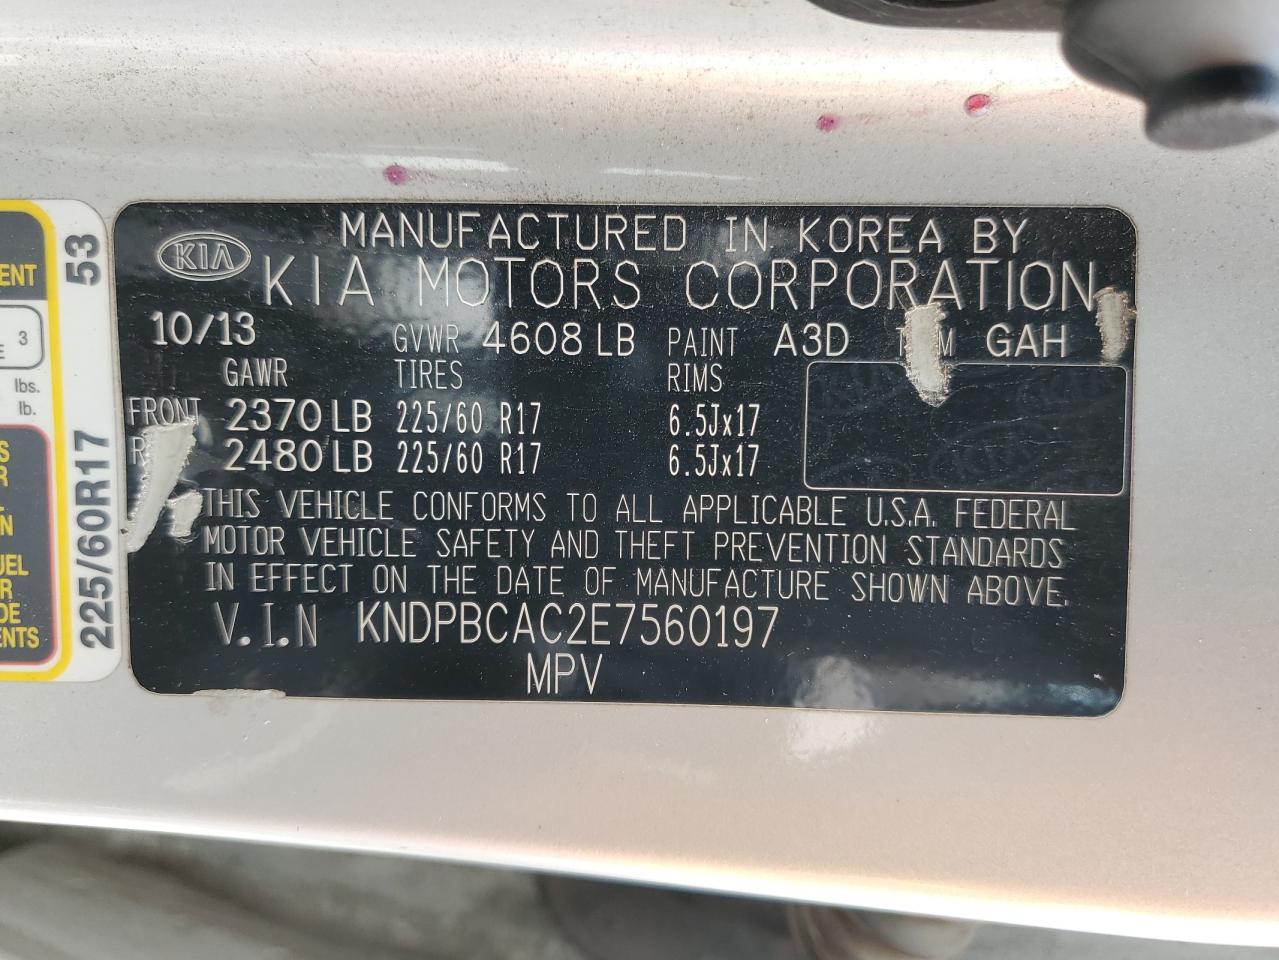 MANUFACTURED IN KOREA BY
KIA
KIA MOTORS CORPORATION
10/13 GVWR 4608 LB PAINT A3D GAH
GAWR TIRES RIMS
FRONT 2370 LB 225/60 R17 6.5Jx17
2480 LB 225/60 R17 6.5Jx17
THIS VEHICLE CONFORMS TO ALL APPLICABLE U.S.A. FEDERAL
MOTOR VEHICLE SAFETY AND THEFT PREVENTION STANDARDS
IN EFFECT ON THE DATE OF MANUFACTURE SHOWN ABOVE.
V.I.N KNDPBCAC2E7560197
MPV
225/60R17 53
3
lbs.
lb.